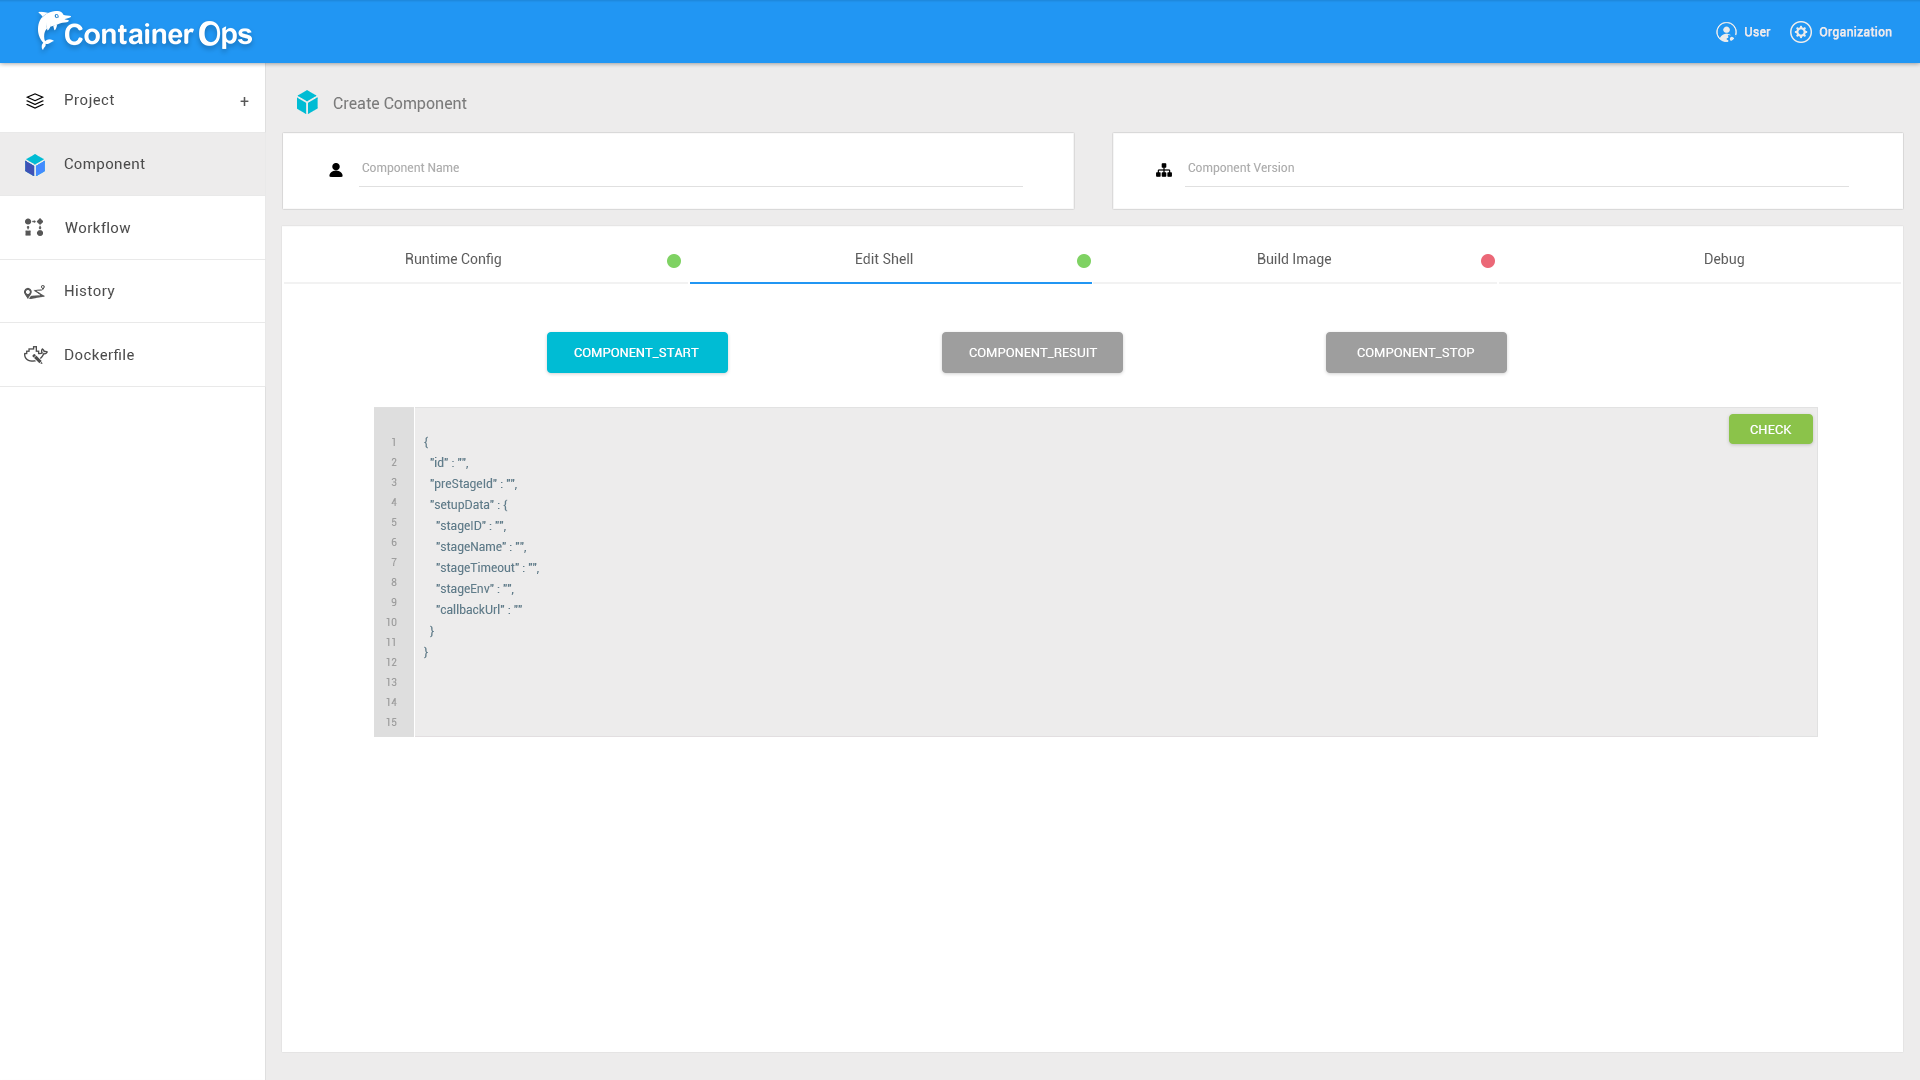 Container Ops
User
Organization
Project
+
Component
Workflow
History
Dockerfile
Create Component
Component Name
Component Version
Runtime Config
Edit Shell
Build Image
Debug
COMPONENT_START
COMPONENT_RESUIT
COMPONENT_STOP
CHECK
1 {
2 "id" : "",
3 "preStageId" : "",
4 "setupData" : {
5 "stageID" : "",
6 "stageName" : "",
7 "stageTimeout" : "",
8 "stageEnv" : "",
9 "callbackUrl" : ""
10 }
11 }
12
13
14
15